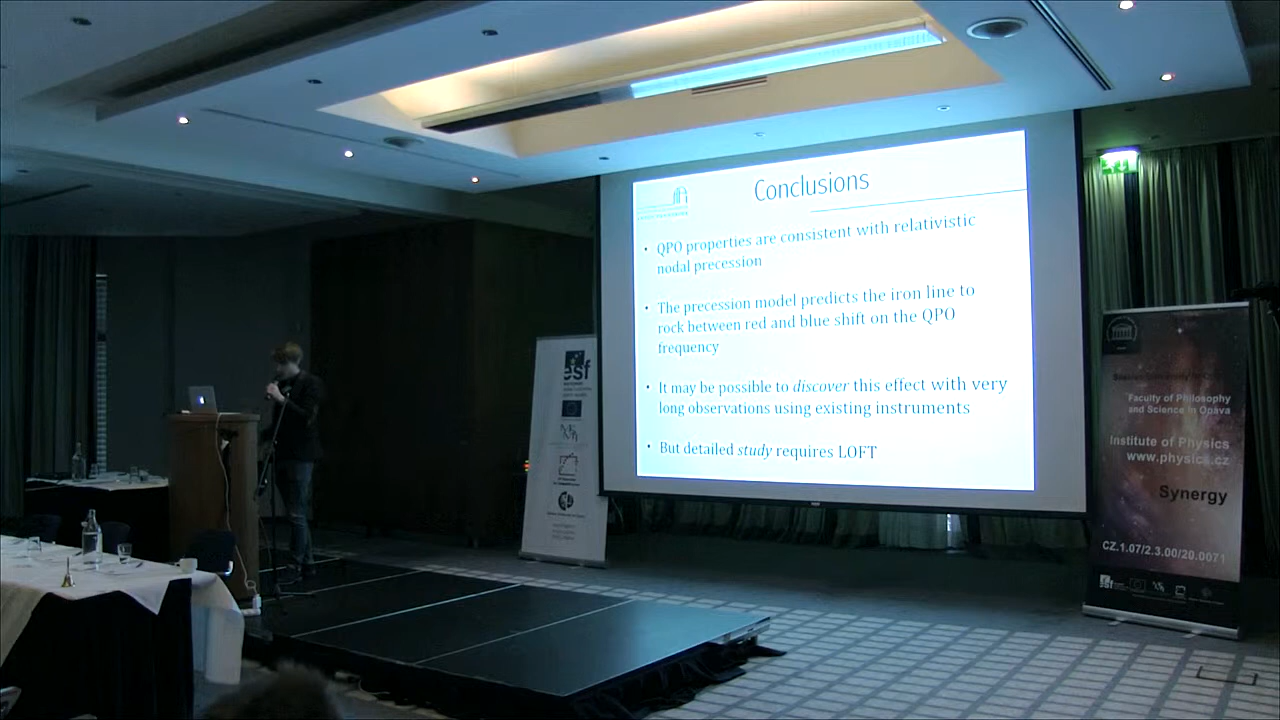 Conclusions
• QPO properties are consistent with relativistic
nodal precession
• The precession model predicts the iron line to
rock between red and blue shift on the QPO
frequency
• It may be possible to discover this effect with very
long observations using existing instruments
• But detailed study requires LOFT
esf
Faculty of Philosophy
and Science in Opava
Institute of Physics
www.physics.cz
Synergy
CZ.1.07/2.3.00/20.0071
esf